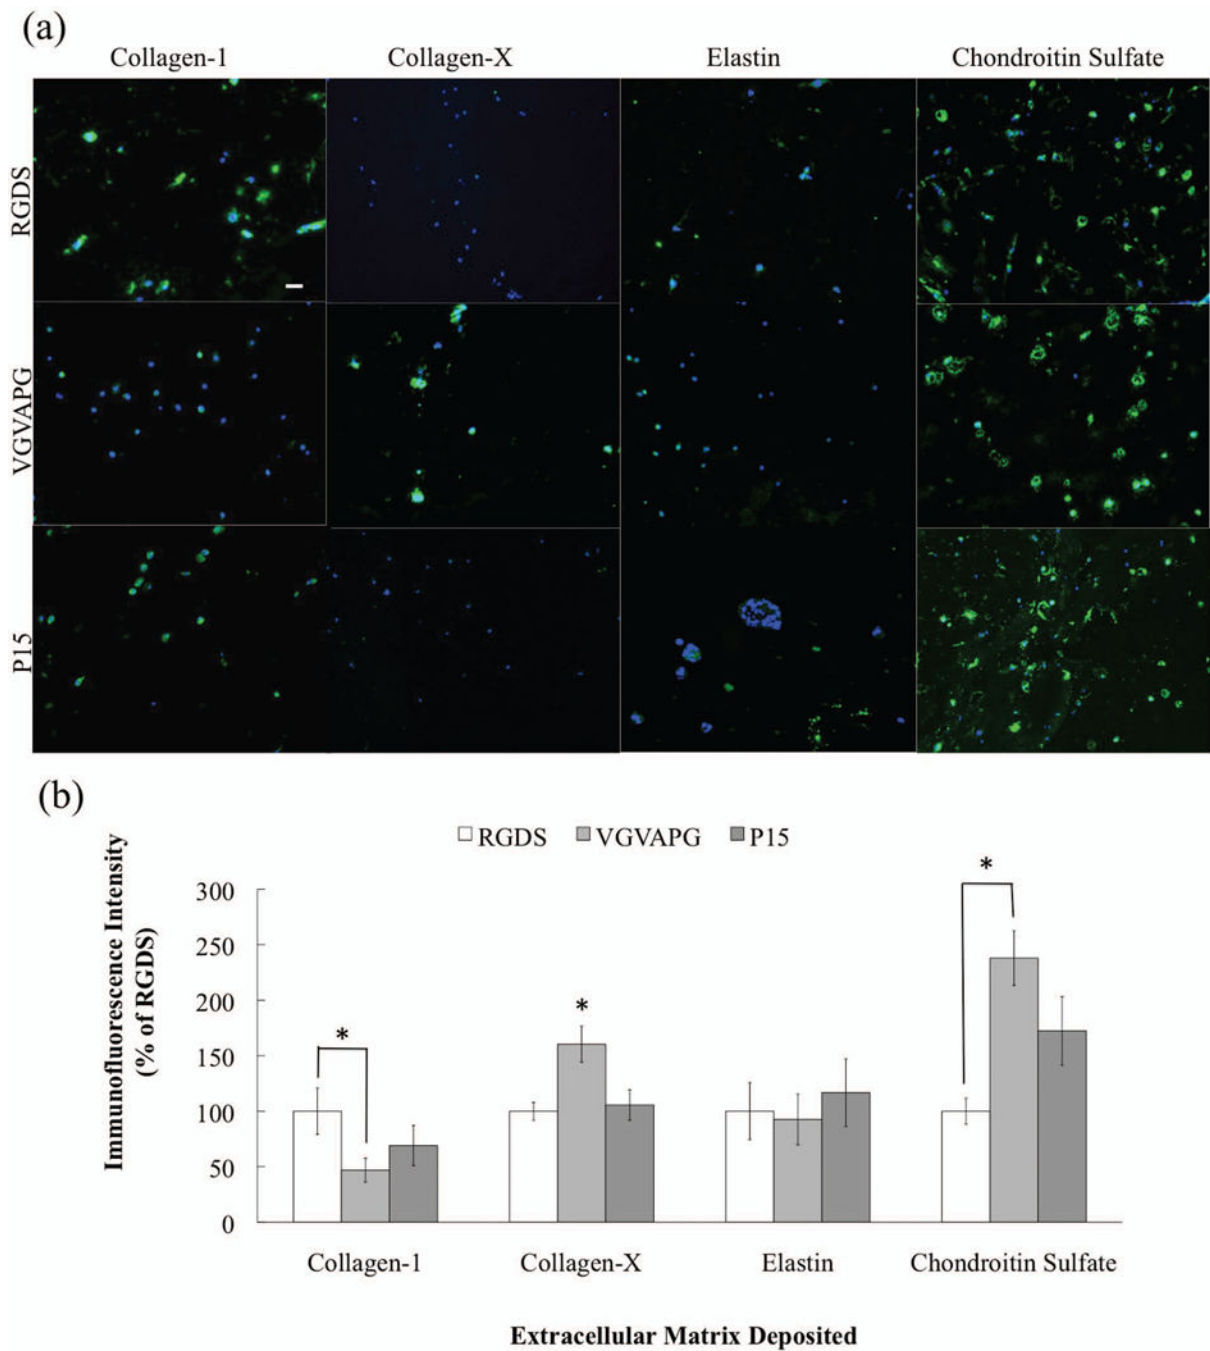 (a)
Collagen-1 Collagen-X Elastin Chondroitin Sulfate
RGDS
VGVAPG
P15
(b)
RGDS VGVAPG P15
Immunofluorescence Intensity
(% of RGDS)
300
250
200
150
100
50
0
*
*
*
Collagen-1 Collagen-X Elastin Chondroitin Sulfate
Extracellular Matrix Deposited